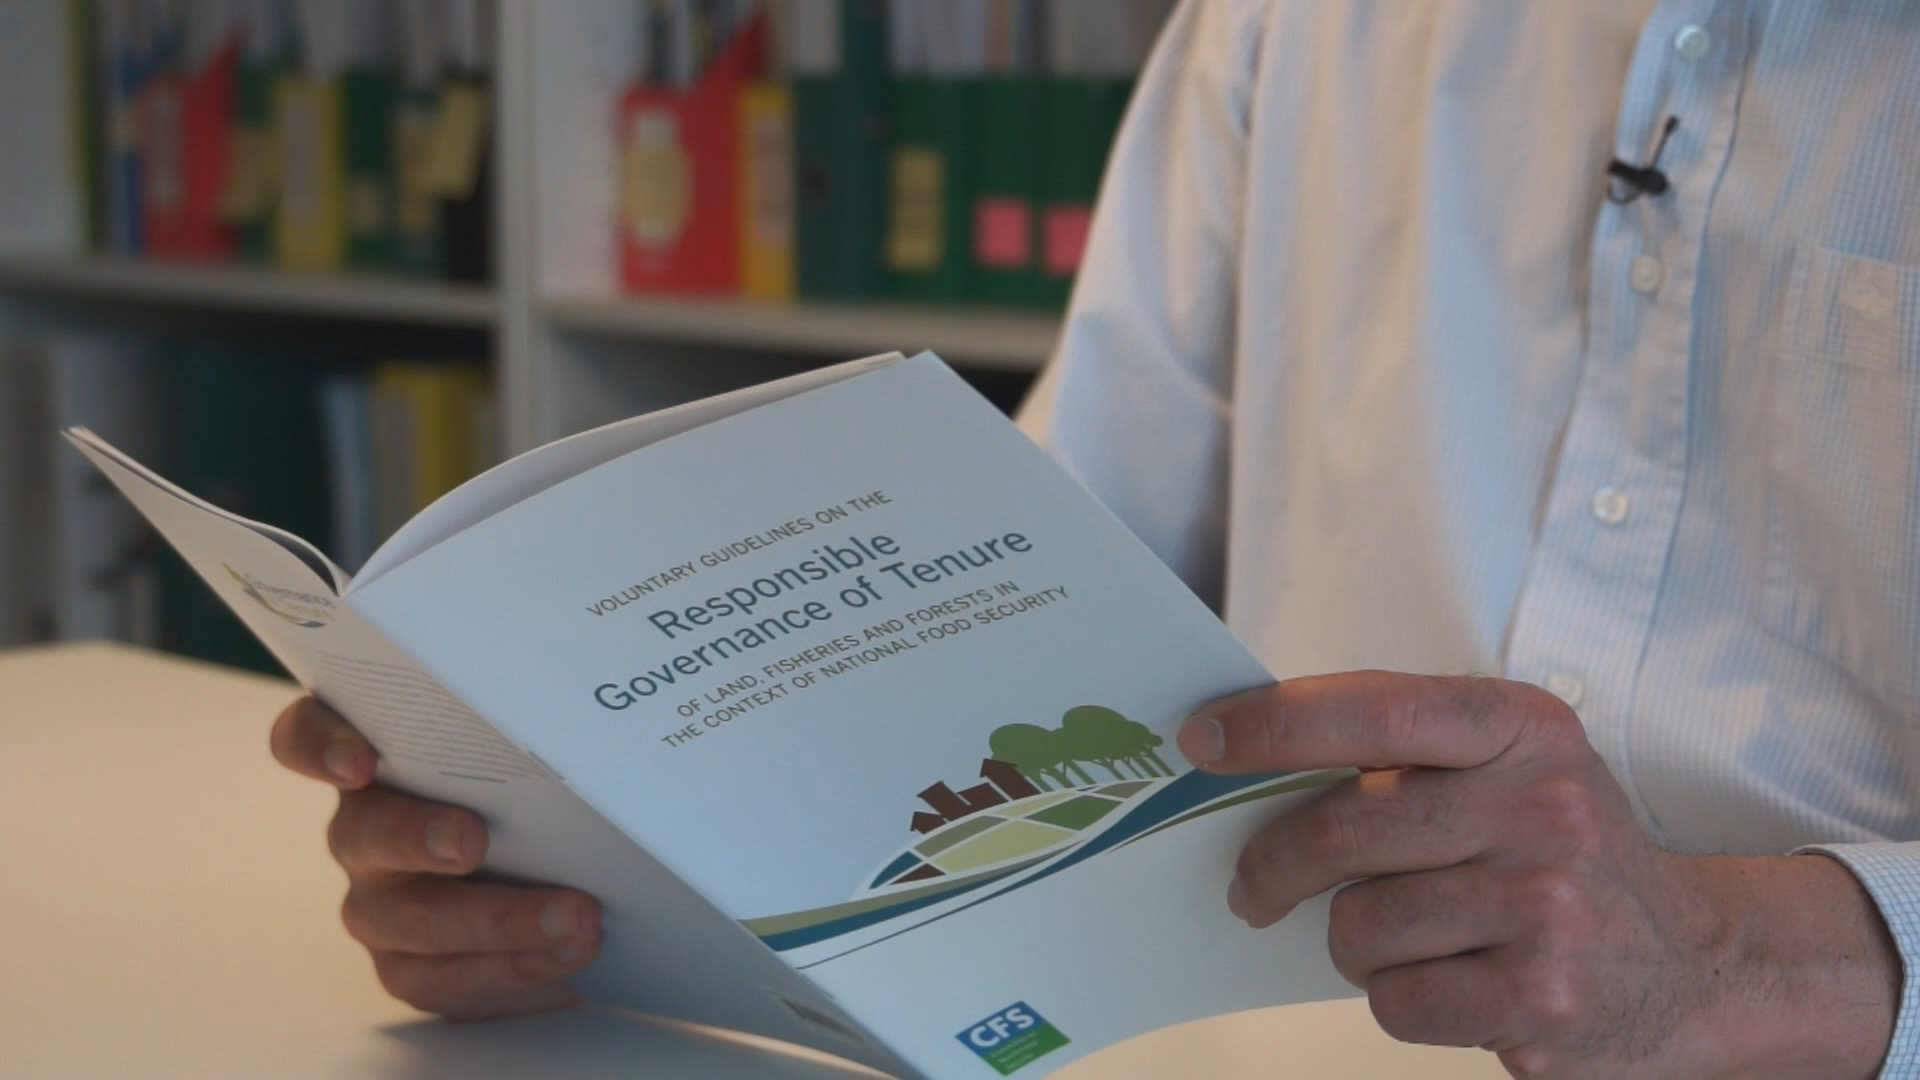 VOLUNTARY GUIDELINES ON THE
Responsible
Governance of Tenure
OF LAND, FISHERIES AND FORESTS IN
THE CONTEXT OF NATIONAL FOOD SECURITY
CFS
Governance